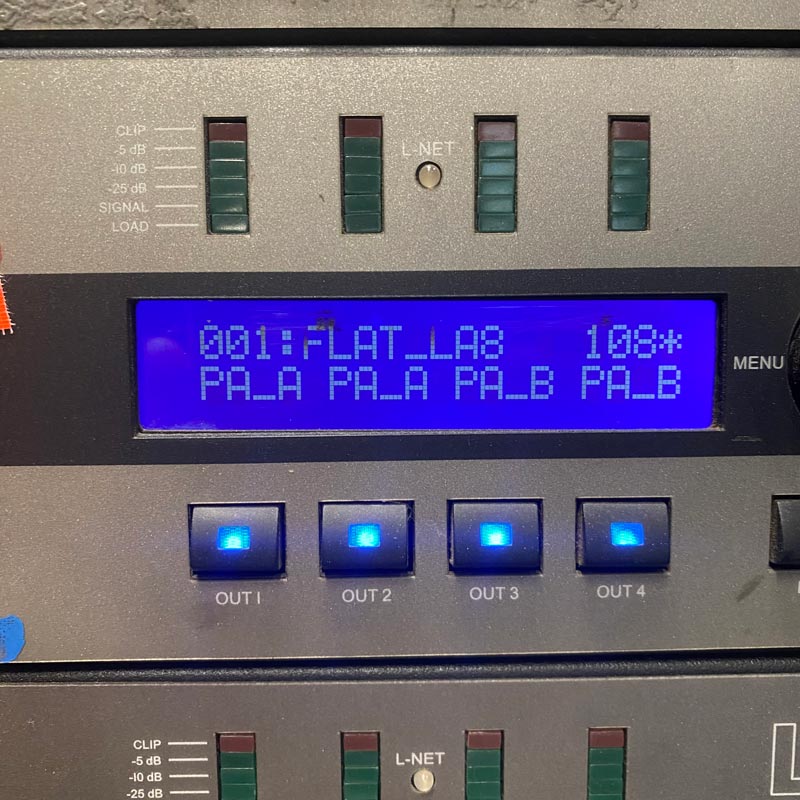 CLIP
-5 dB
-10 dB
-25 dB
SIGNAL
LOAD
L-NET
001:FLAT_LA8 108*
PA_A PA_A PA_B PA_B
MENU
OUT 1 OUT 2 OUT 3 OUT 4
CLIP
-5 dB
-10 dB
-25 dB
L-NET